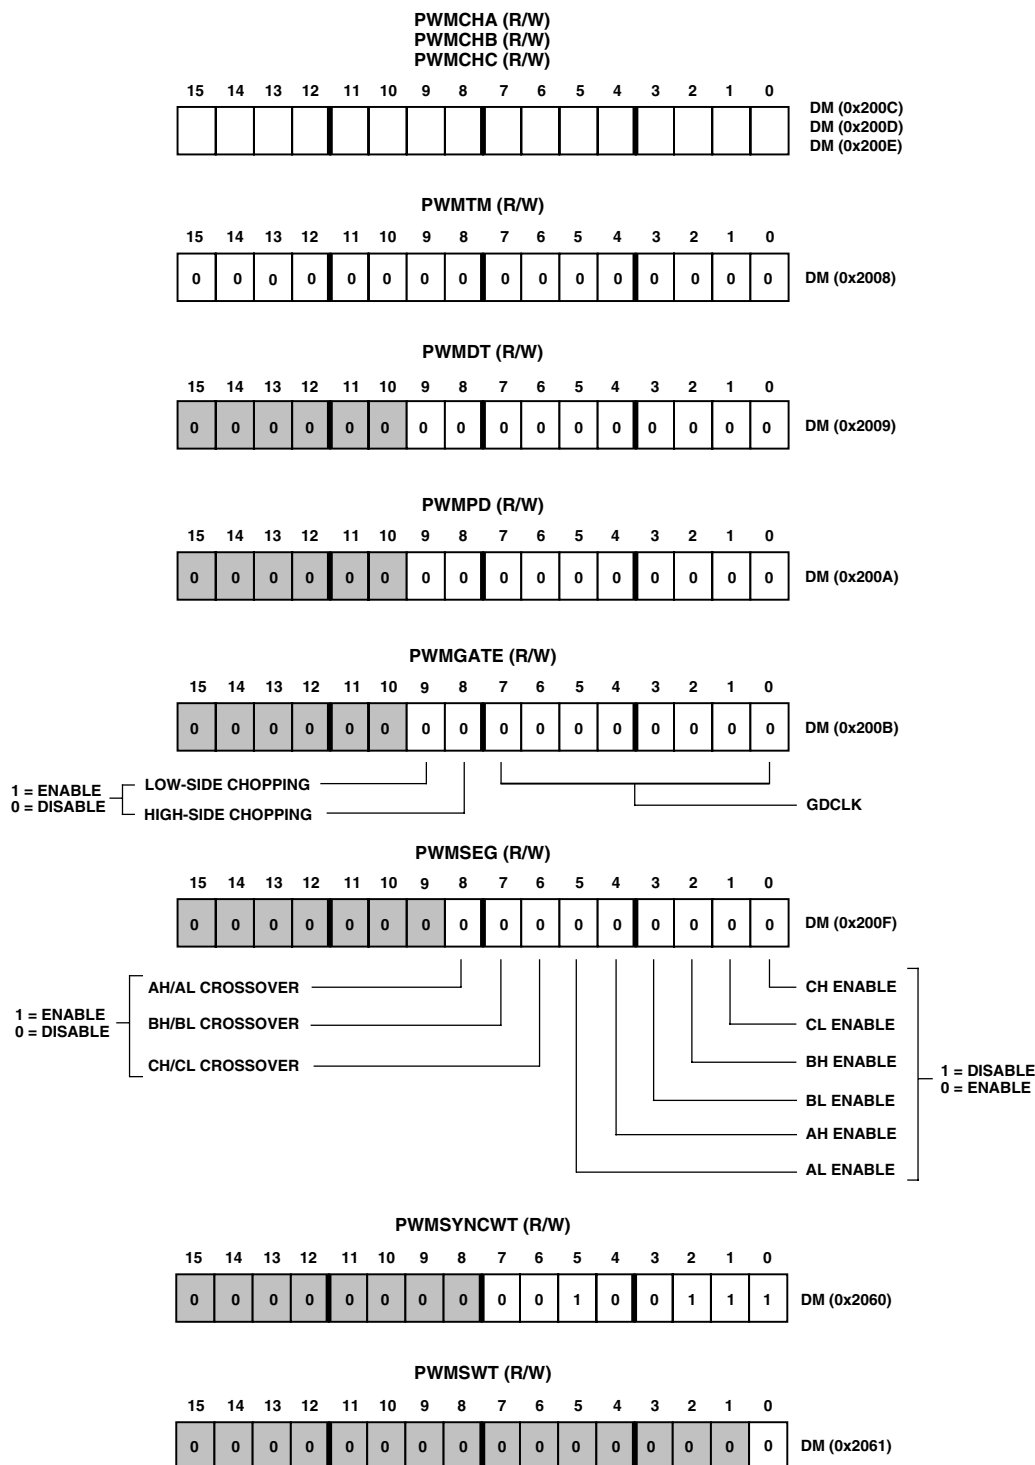 PWMCHA (R/W)
PWMCHB (R/W)
PWMCHC (R/W)
15 14 13 12 11 10 9 8 7 6 5 4 3 2 1 0
DM (0x200C)
DM (0x200D)
DM (0x200E)
PWMTM (R/W)
15 14 13 12 11 10 9 8 7 6 5 4 3 2 1 0
0 0 0 0 0 0 0 0 0 0 0 0 0 0 0 0 DM (0x2008)
PWMDT (R/W)
15 14 13 12 11 10 9 8 7 6 5 4 3 2 1 0
0 0 0 0 0 0 0 0 0 0 0 0 0 0 0 0 DM (0x2009)
PWMPD (R/W)
15 14 13 12 11 10 9 8 7 6 5 4 3 2 1 0
0 0 0 0 0 0 0 0 0 0 0 0 0 0 0 0 DM (0x200A)
PWMGATE (R/W)
15 14 13 12 11 10 9 8 7 6 5 4 3 2 1 0
0 0 0 0 0 0 0 0 0 0 0 0 0 0 0 0 DM (0x200B)
1 = ENABLE
0 = DISABLE
LOW-SIDE CHOPPING
HIGH-SIDE CHOPPING
GDCLK
PWMSEG (R/W)
15 14 13 12 11 10 9 8 7 6 5 4 3 2 1 0
0 0 0 0 0 0 0 0 0 0 0 0 0 0 0 0 DM (0x200F)
1 = ENABLE
0 = DISABLE
AH/AL CROSSOVER
BH/BL CROSSOVER
CH/CL CROSSOVER
CH ENABLE
CL ENABLE
BH ENABLE
BL ENABLE
AH ENABLE
AL ENABLE
1 = DISABLE
0 = ENABLE
PWMSYNCWT (R/W)
15 14 13 12 11 10 9 8 7 6 5 4 3 2 1 0
0 0 0 0 0 0 0 0 0 0 1 0 0 1 1 1 DM (0x2060)
PWMSWT (R/W)
15 14 13 12 11 10 9 8 7 6 5 4 3 2 1 0
0 0 0 0 0 0 0 0 0 0 0 0 0 0 0 0 DM (0x2061)